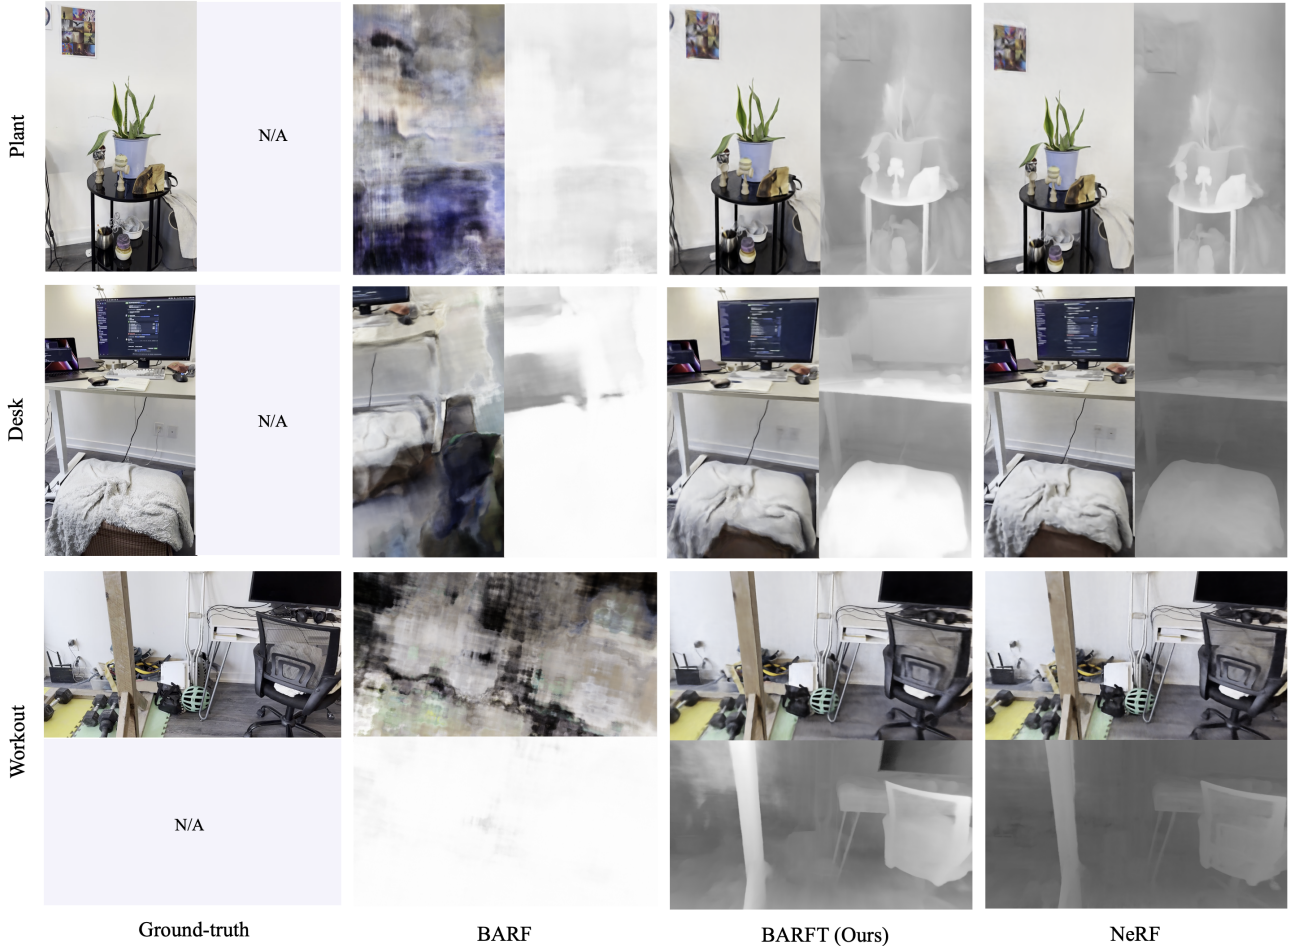 Plant
N/A
Desk
N/A
Workout
N/A
Ground-truth
BARF
BARFT (Ours)
NeRF